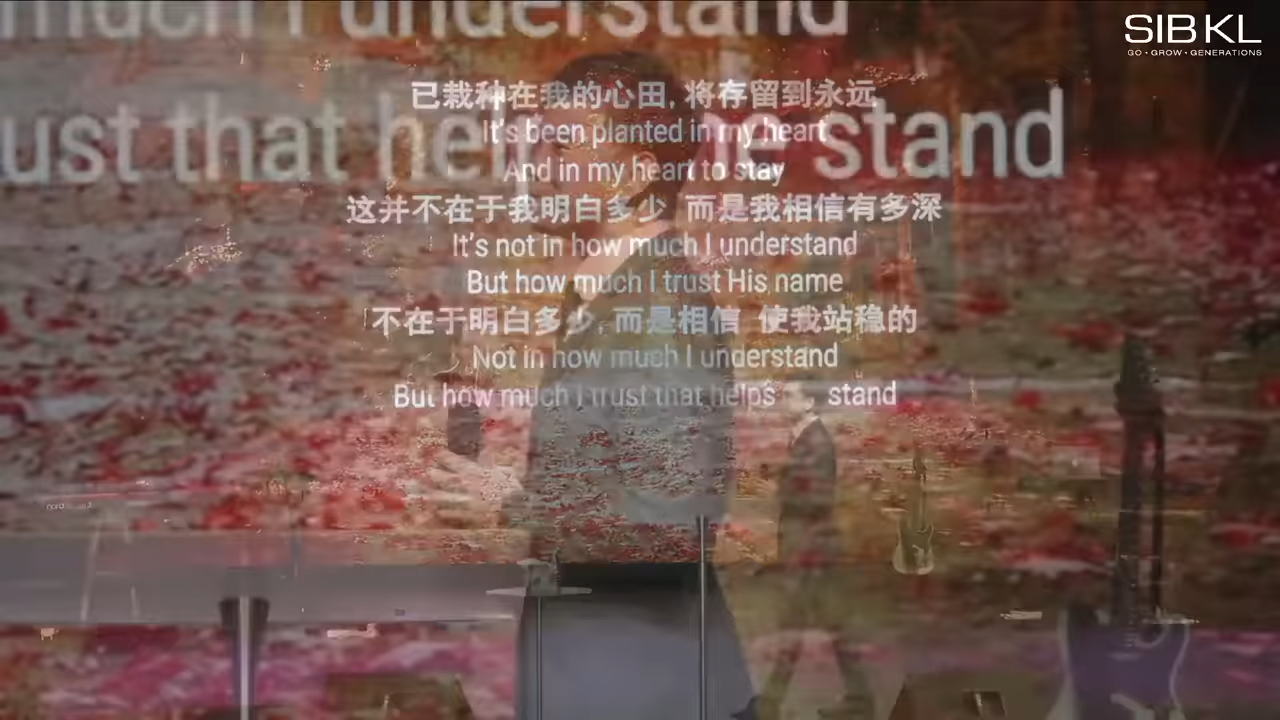 much I understand
SIBKL
GO • GROW • GENERATIONS
已栽种在我的心田, 将存留到永远
It's been planted in my heart
ust that help me stand
And in my heart to stay
这并不在于我明白多少 而是我相信有多深
It's not in how much I understand
But how much I trust His name
不在于明白多少, 而是相信 使我站稳的
Not in how much I understand
But how much I trust that helps stand
nord